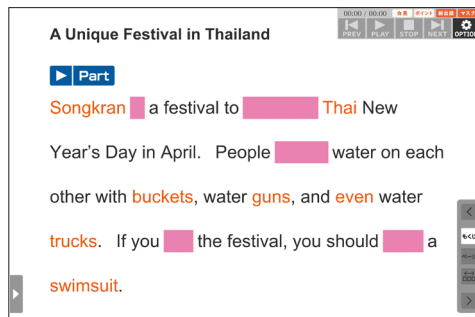 A Unique Festival in Thailand
00:00 / 00:00
PREV PLAY STOP NEXT OPTIO
Part
Songkran a festival to Thai New
Year's Day in April. People water on each
other with buckets, water guns, and even water
trucks. If you the festival, you should a
swimsuit.